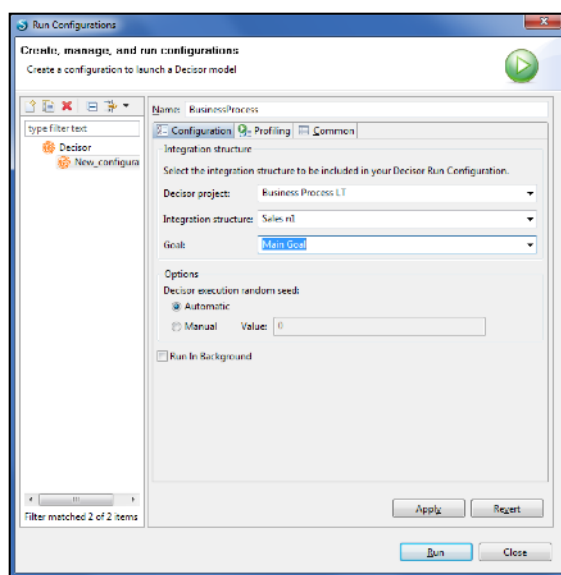 Run Configurations
Create, manage, and run configurations
Create a configuration to launch a Decisor model
Name: BusinessProcess
type filter text
Configuration Profiling Common
Decisor
New_configura
Integration structure
Select the integration structure to be included in your Decisor Run Configuration.
Decisor project: Business Process LT
Integration structure: Sales n1
Goal: Main Goal
Options
Decisor execution random seed:
Automatic
Manual Value: 0
Run In Background
Filter matched 2 of 2 items
Apply Revert
Run Close